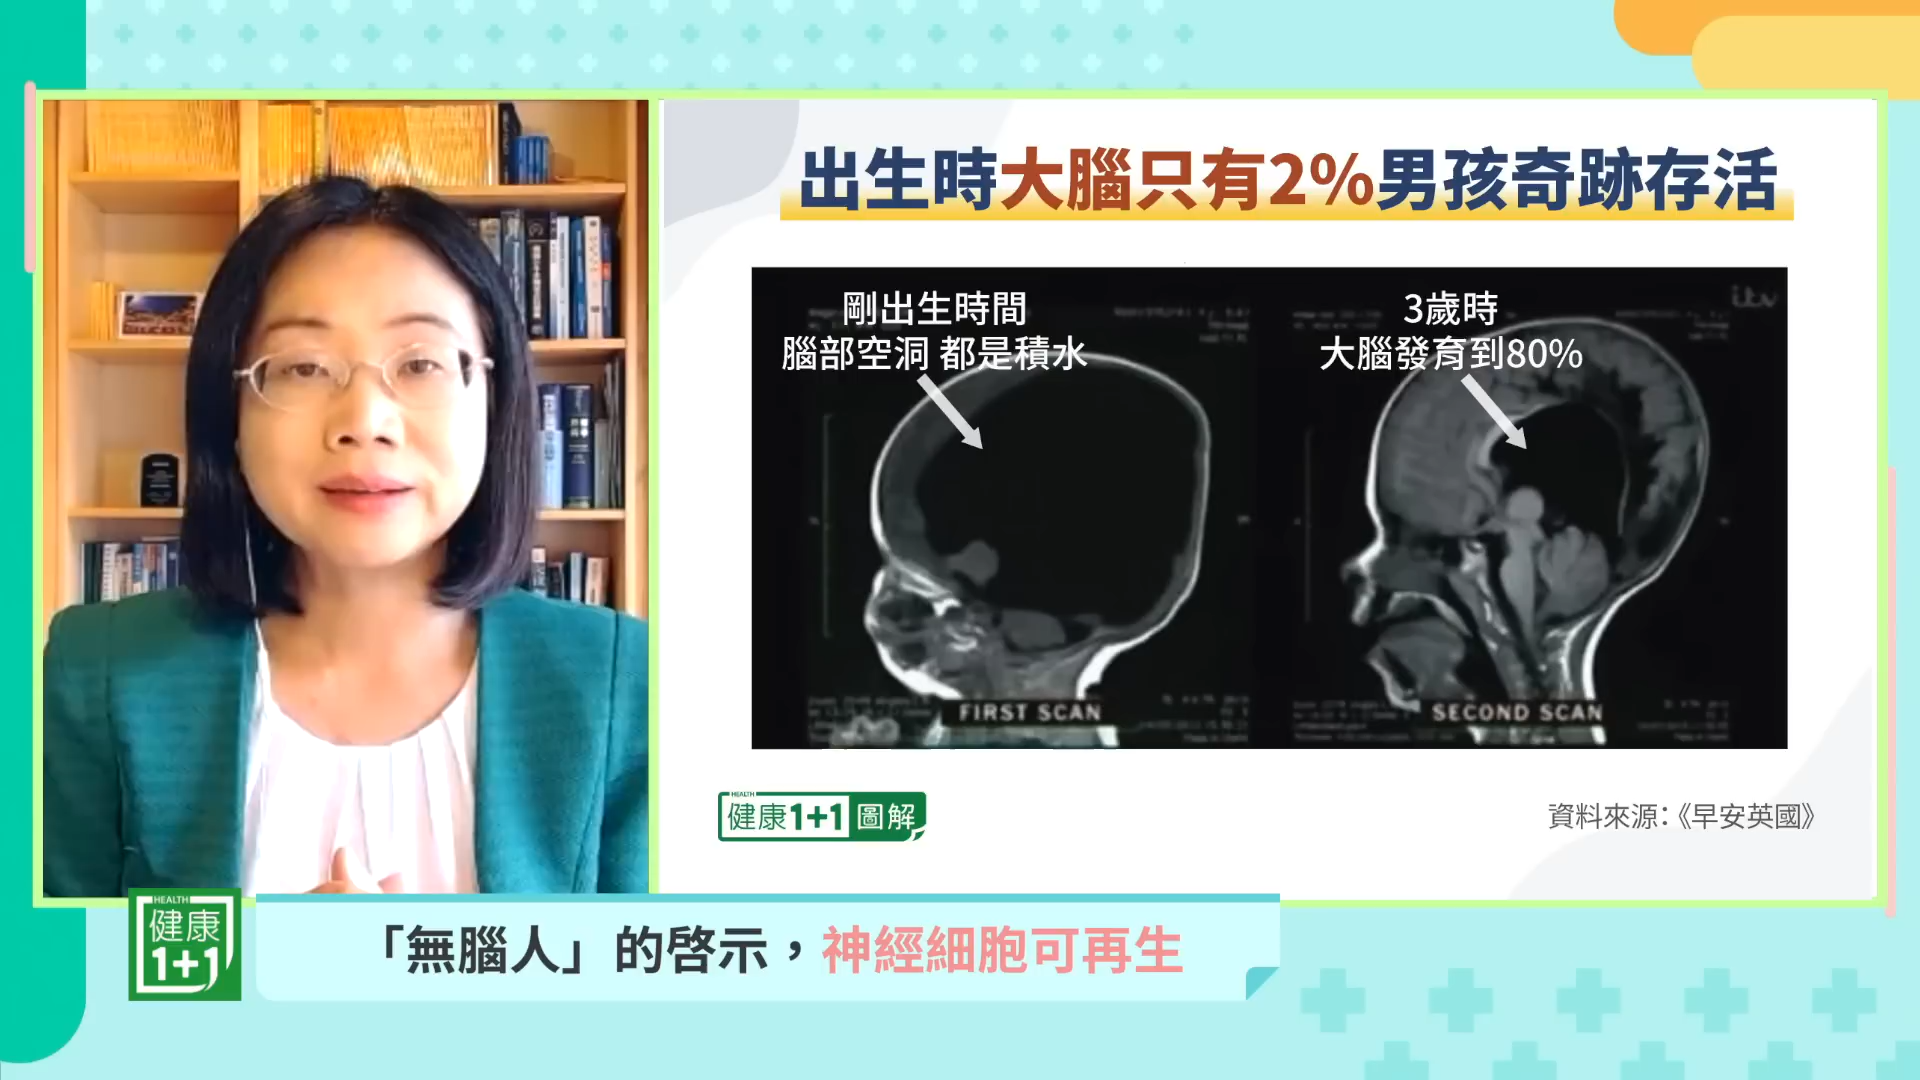 出生時大腦只有2%男孩奇跡存活
剛出生時間
腦部空洞 都是積水
3歲時
大腦發育到80%
itv
FIRST SCAN
SECOND SCAN
HEALTH
健康1+1 圖解
資料來源：《早安英國》
HEALTH
健康
1+1
「無腦人」的啓示，神經細胞可再生